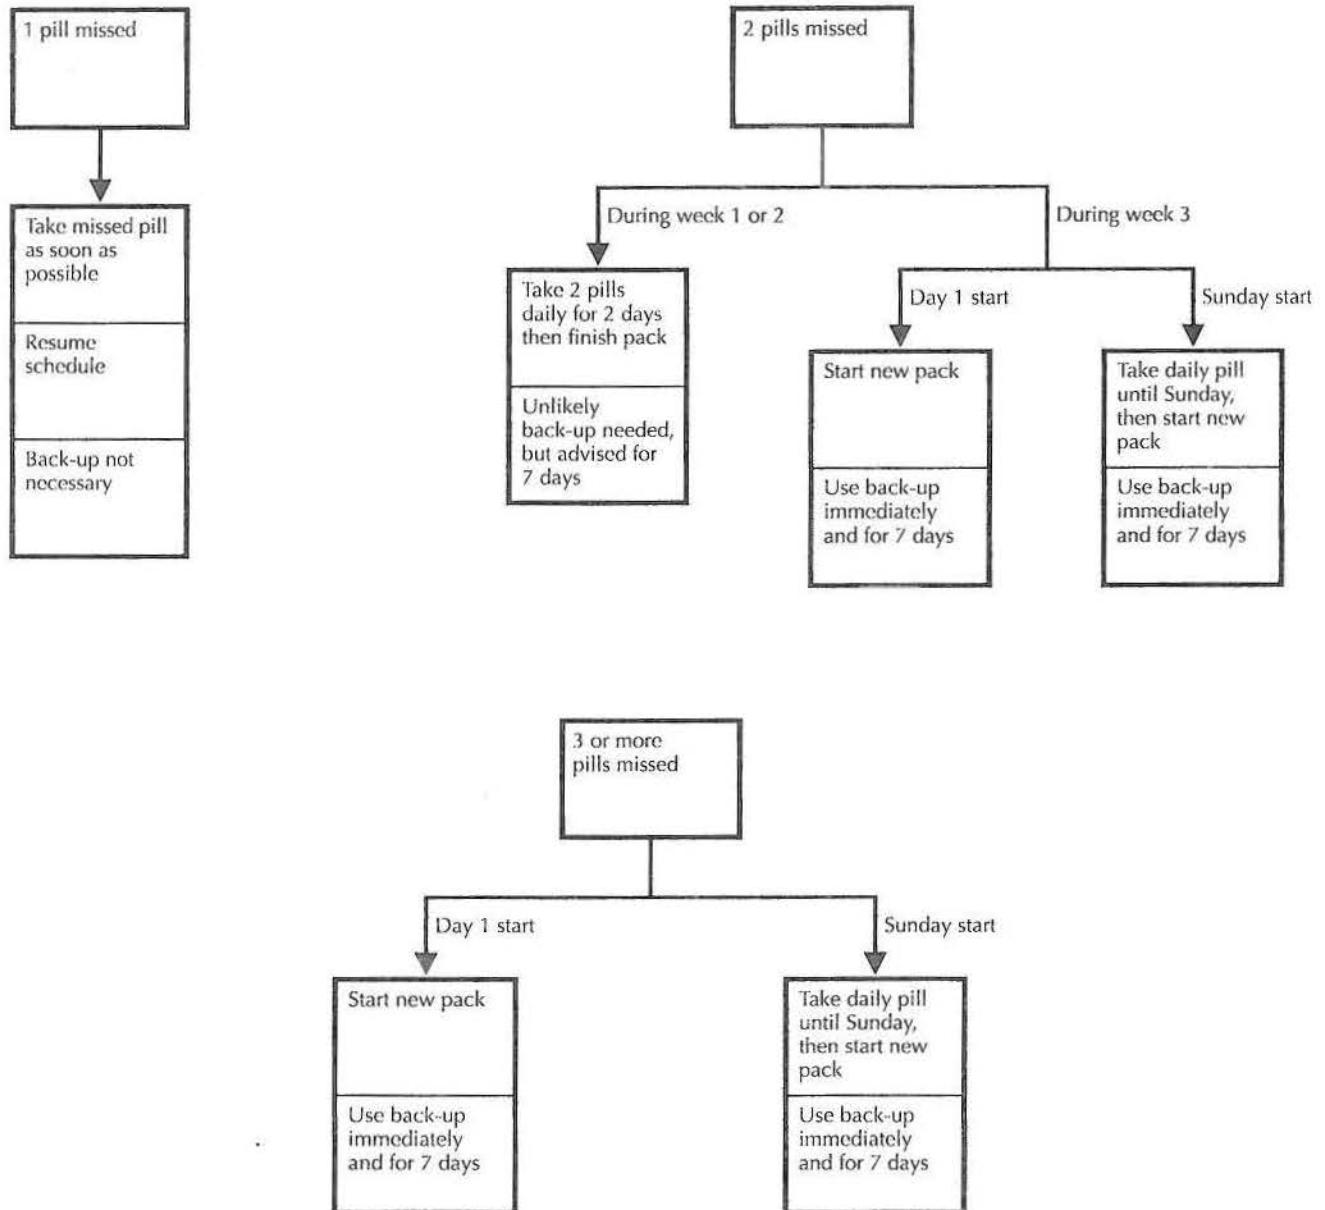 1 pill missed
Take missed pill
as soon as
possible
Resume
schedule
Back-up not
necessary
2 pills missed
During week 1 or 2
During week 3
Take 2 pills
daily for 2 days
then finish pack
Unlikely
back-up needed,
but advised for
7 days
Day 1 start
Sunday start
Start new pack
Use back-up
immediately
and for 7 days
Take daily pill
until Sunday,
then start new
pack
Use back-up
immediately
and for 7 days
3 or more
pills missed
Day 1 start
Sunday start
Start new pack
Use back-up
immediately
and for 7 days
Take daily pill
until Sunday,
then start new
pack
Use back-up
immediately
and for 7 days